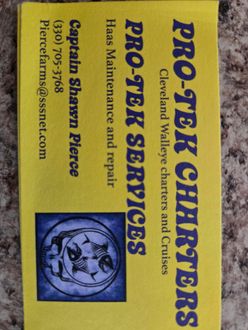 PRO-TEK CHARTERS
Cleveland Walleye charters and Cruises
PRO-TEK SERVICES
Haas Maintenance and repair
Captain Shawn Pierce
(330) 705-3768
Piercefarms@sssnet.com